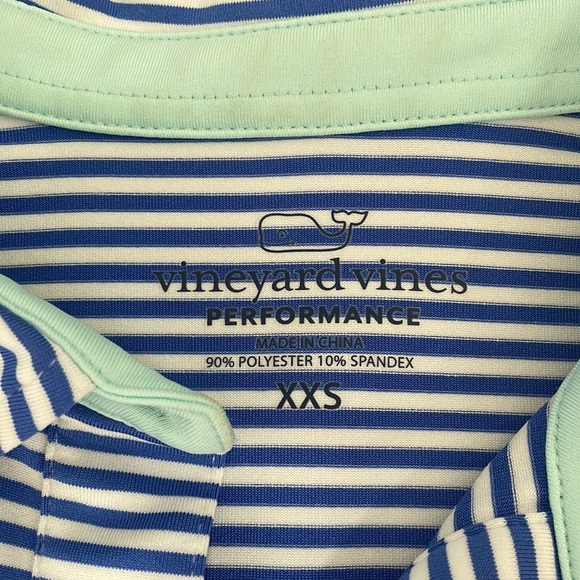 vineyard vines
PERFORMANCE
MADE IN CHINA
90% POLYESTER 10% SPANDEX
XXS